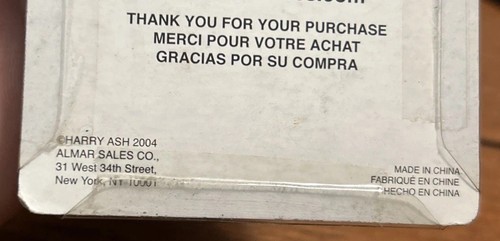 THANK YOU FOR YOUR PURCHASE
MERCI POUR VOTRE ACHAT
GRACIAS POR SU COMPRA
©HARRY ASH 2004
ALMAR SALES CO.,
31 West 34th Street,
New York, NY 10001
MADE IN CHINA
FABRIQUÉ EN CHINE
HECHO EN CHINA